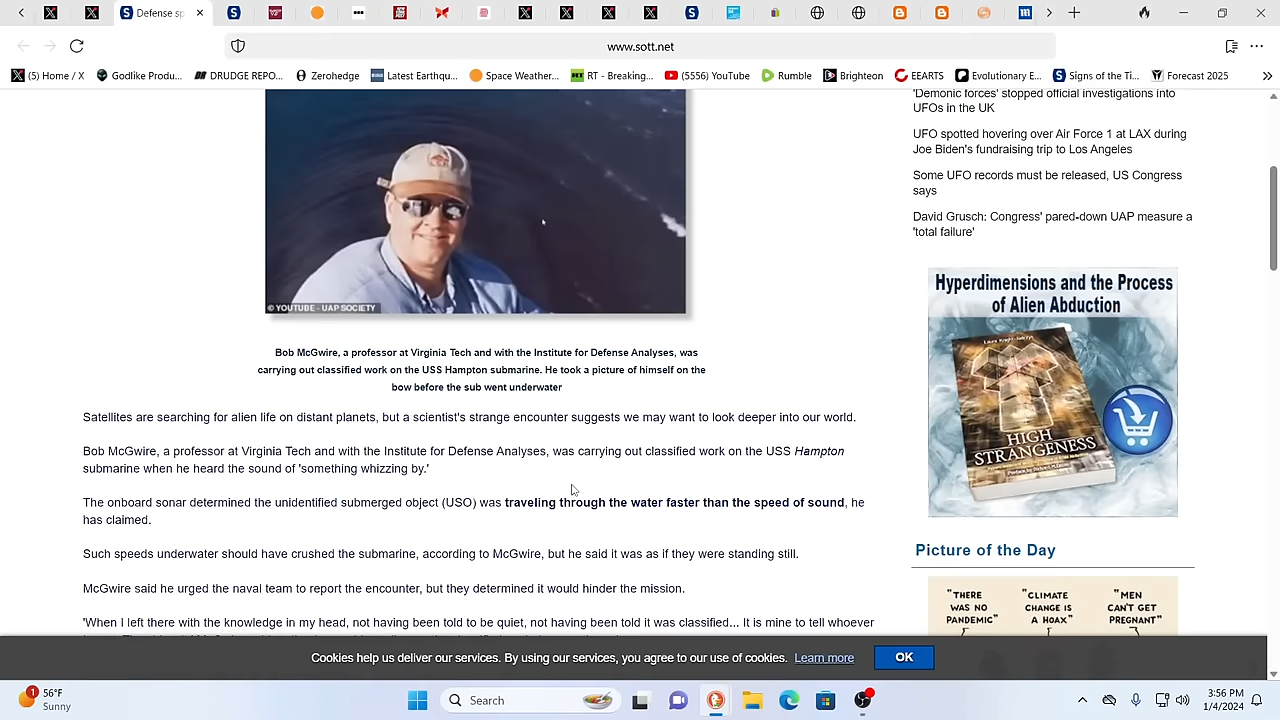 Defense sp
www.sott.net
(5) Home / X
Godlike Produ...
DRUDGE REPO...
Zerohedge
Latest Earthqu...
Space Weather...
RT - Breaking...
(5556) YouTube
Rumble
Brighteon
EEARTS
Evolutionary E...
Signs of the Ti...
Forecast 2025
© YOUTUBE - UAP SOCIETY
Bob McGwire, a professor at Virginia Tech and with the Institute for Defense Analyses, was
carrying out classified work on the USS Hampton submarine. He took a picture of himself on the
bow before the sub went underwater
Satellites are searching for alien life on distant planets, but a scientist's strange encounter suggests we may want to look deeper into our world.
Bob McGwire, a professor at Virginia Tech and with the Institute for Defense Analyses, was carrying out classified work on the USS Hampton
submarine when he heard the sound of 'something whizzing by.'
The onboard sonar determined the unidentified submerged object (USO) was traveling through the water faster than the speed of sound, he
has claimed.
Such speeds underwater should have crushed the submarine, according to McGwire, but he said it was as if they were standing still.
McGwire said he urged the naval team to report the encounter, but they determined it would hinder the mission.
'When I left there with the knowledge in my head, not having been told to be quiet, not having been told it was classified... It is mine to tell whoever
'Demonic forces' stopped official investigations into
UFOs in the UK
UFO spotted hovering over Air Force 1 at LAX during
Joe Biden's fundraising trip to Los Angeles
Some UFO records must be released, US Congress
says
David Grusch: Congress' pared-down UAP measure a
'total failure'
Hyperdimensions and the Process
of Alien Abduction
HIGH
STRANGENESS
Picture of the Day
"THERE
WAS NO
PANDEMIC"
"CLIMATE
CHANGE IS
A HOAX"
"MEN
CAN'T GET
PREGNANT"
Cookies help us deliver our services. By using our services, you agree to our use of cookies. Learn more
OK
1
56°F
Sunny
Search
3:56 PM
1/4/2024